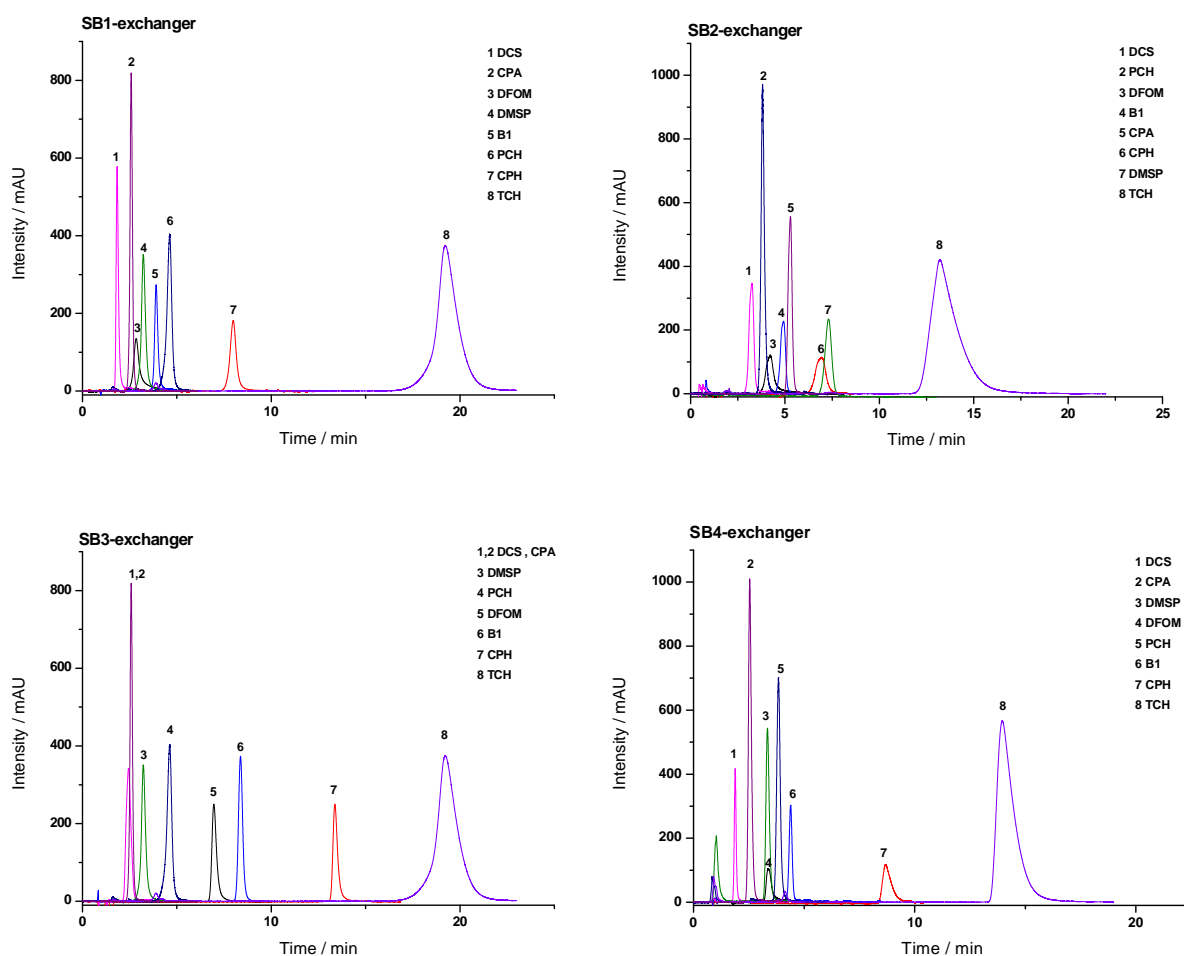 SB1-exchanger
1 DCS
2 CPA
3 DFOM
4 DMSP
5 B1
6 PCH
7 CPH
8 TCH
Intensity / mAU
800
600
400
200
0
1
2
3
4
5
6
7
8
0
10
20
Time / min
SB2-exchanger
1 DCS
2 PCH
3 DFOM
4 B1
5 CPA
6 CPH
7 DMSP
8 TCH
Intensity / mAU
1000
800
600
400
200
0
1
2
3
4
5
6
7
8
0
5
10
15
20
25
Time / min
SB3-exchanger
1,2 DCS , CPA
3 DMSP
4 PCH
5 DFOM
6 B1
7 CPH
8 TCH
Intensity / mAU
800
600
400
200
0
1,2
3
4
5
6
7
8
0
10
20
Time / min
SB4-exchanger
1 DCS
2 CPA
3 DMSP
4 DFOM
5 PCH
6 B1
7 CPH
8 TCH
Intensity / mAU
1000
800
600
400
200
0
1
2
3
4
5
6
7
8
0
10
20
Time / min